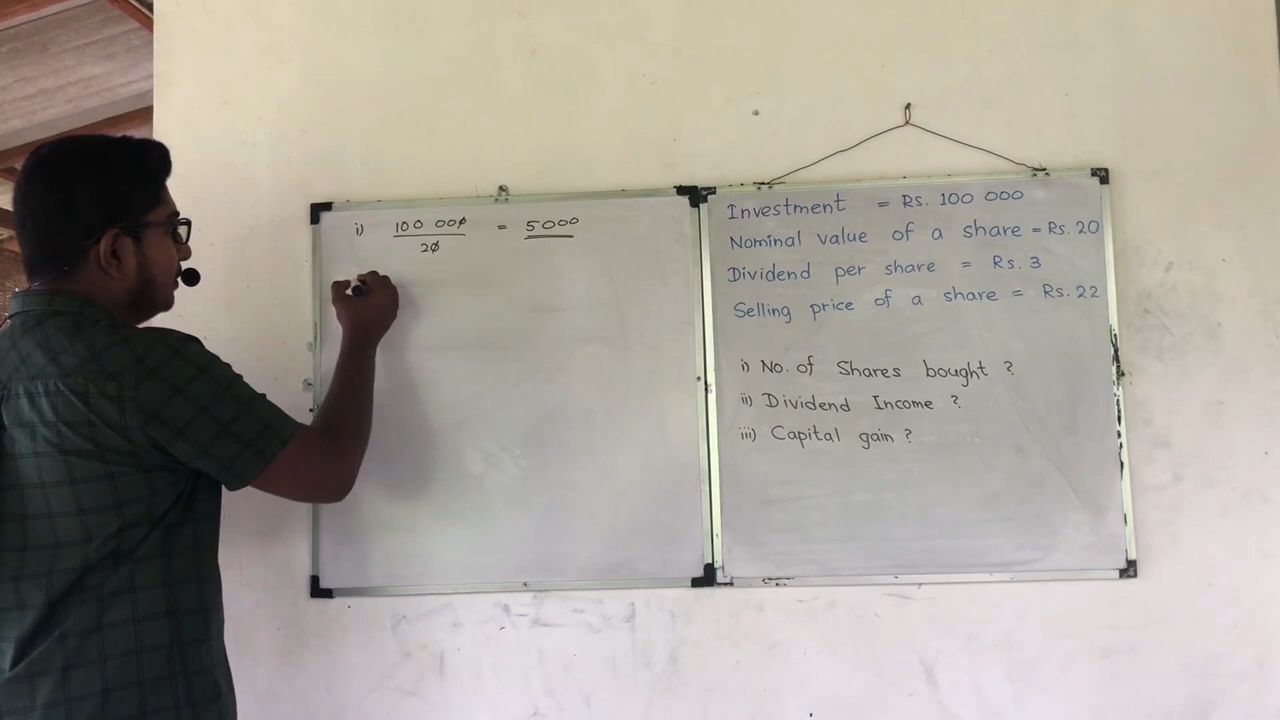 i) 100 000 = 5000
20
Investment = Rs. 100 000
Nominal value of a share = Rs. 20
Dividend per share = Rs. 3
Selling price of a share = Rs. 22
i) No. of Shares bought ?
ii) Dividend Income ?
iii) Capital gain ?